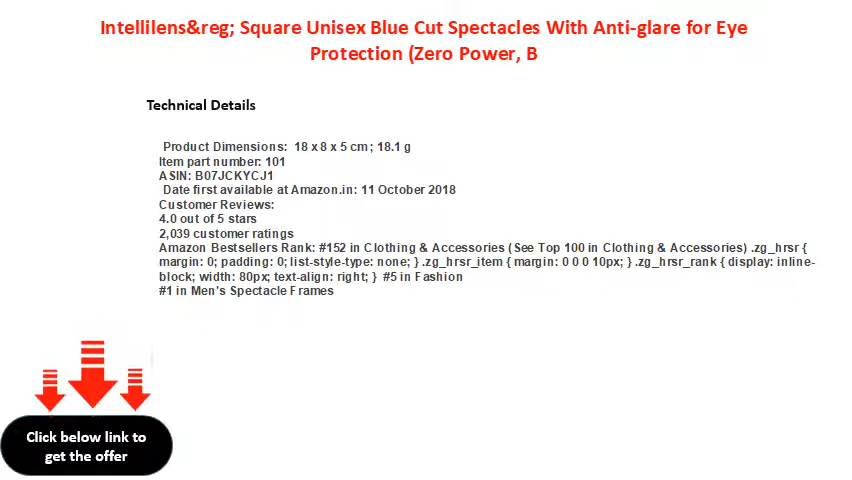 Intellilens&reg; Square Unisex Blue Cut Spectacles With Anti-glare for Eye
Protection (Zero Power, B
Technical Details
Product Dimensions: 18 x 8 x 5 cm; 18.1 g
Item part number: 101
ASIN: B07JCKYCJ1
Date first available at Amazon.in: 11 October 2018
Customer Reviews:
4.0 out of 5 stars
2,039 customer ratings
Amazon Bestsellers Rank: #152 in Clothing & Accessories (See Top 100 in Clothing & Accessories) .zg_hrsr {
margin: 0; padding: 0; list-style-type: none; } .zg_hrsr_item { margin: 0 0 0 10px; } .zg_hrsr_rank { display: inline-
block; width: 80px; text-align: right; } #5 in Fashion
#1 in Men's Spectacle Frames
Click below link to
get the offer